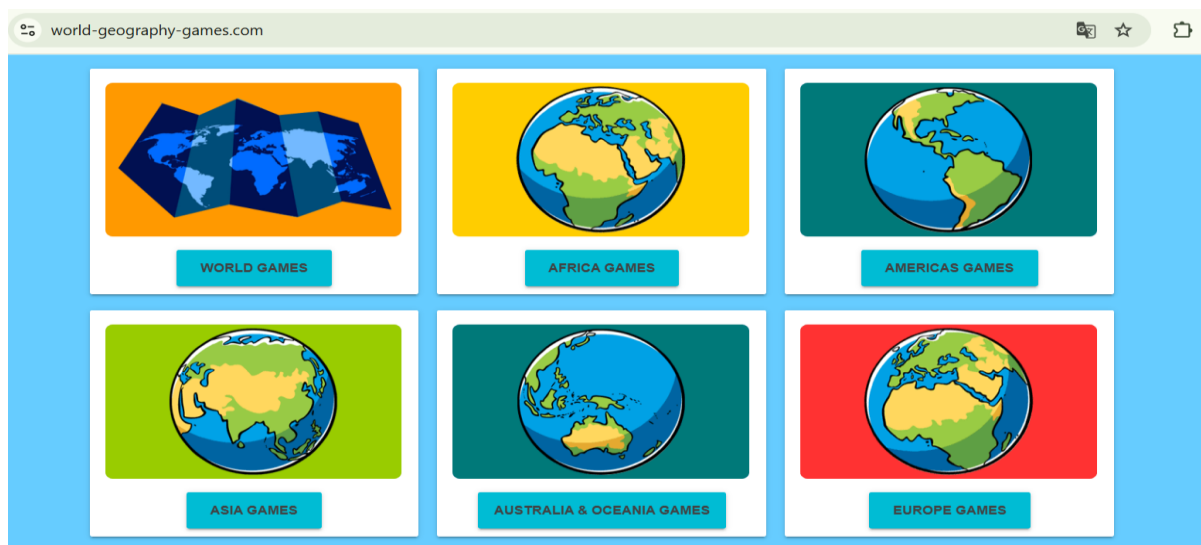 world-geography-games.com
WORLD GAMES
AFRICA GAMES
AMERICAS GAMES
ASIA GAMES
AUSTRALIA & OCEANIA GAMES
EUROPE GAMES